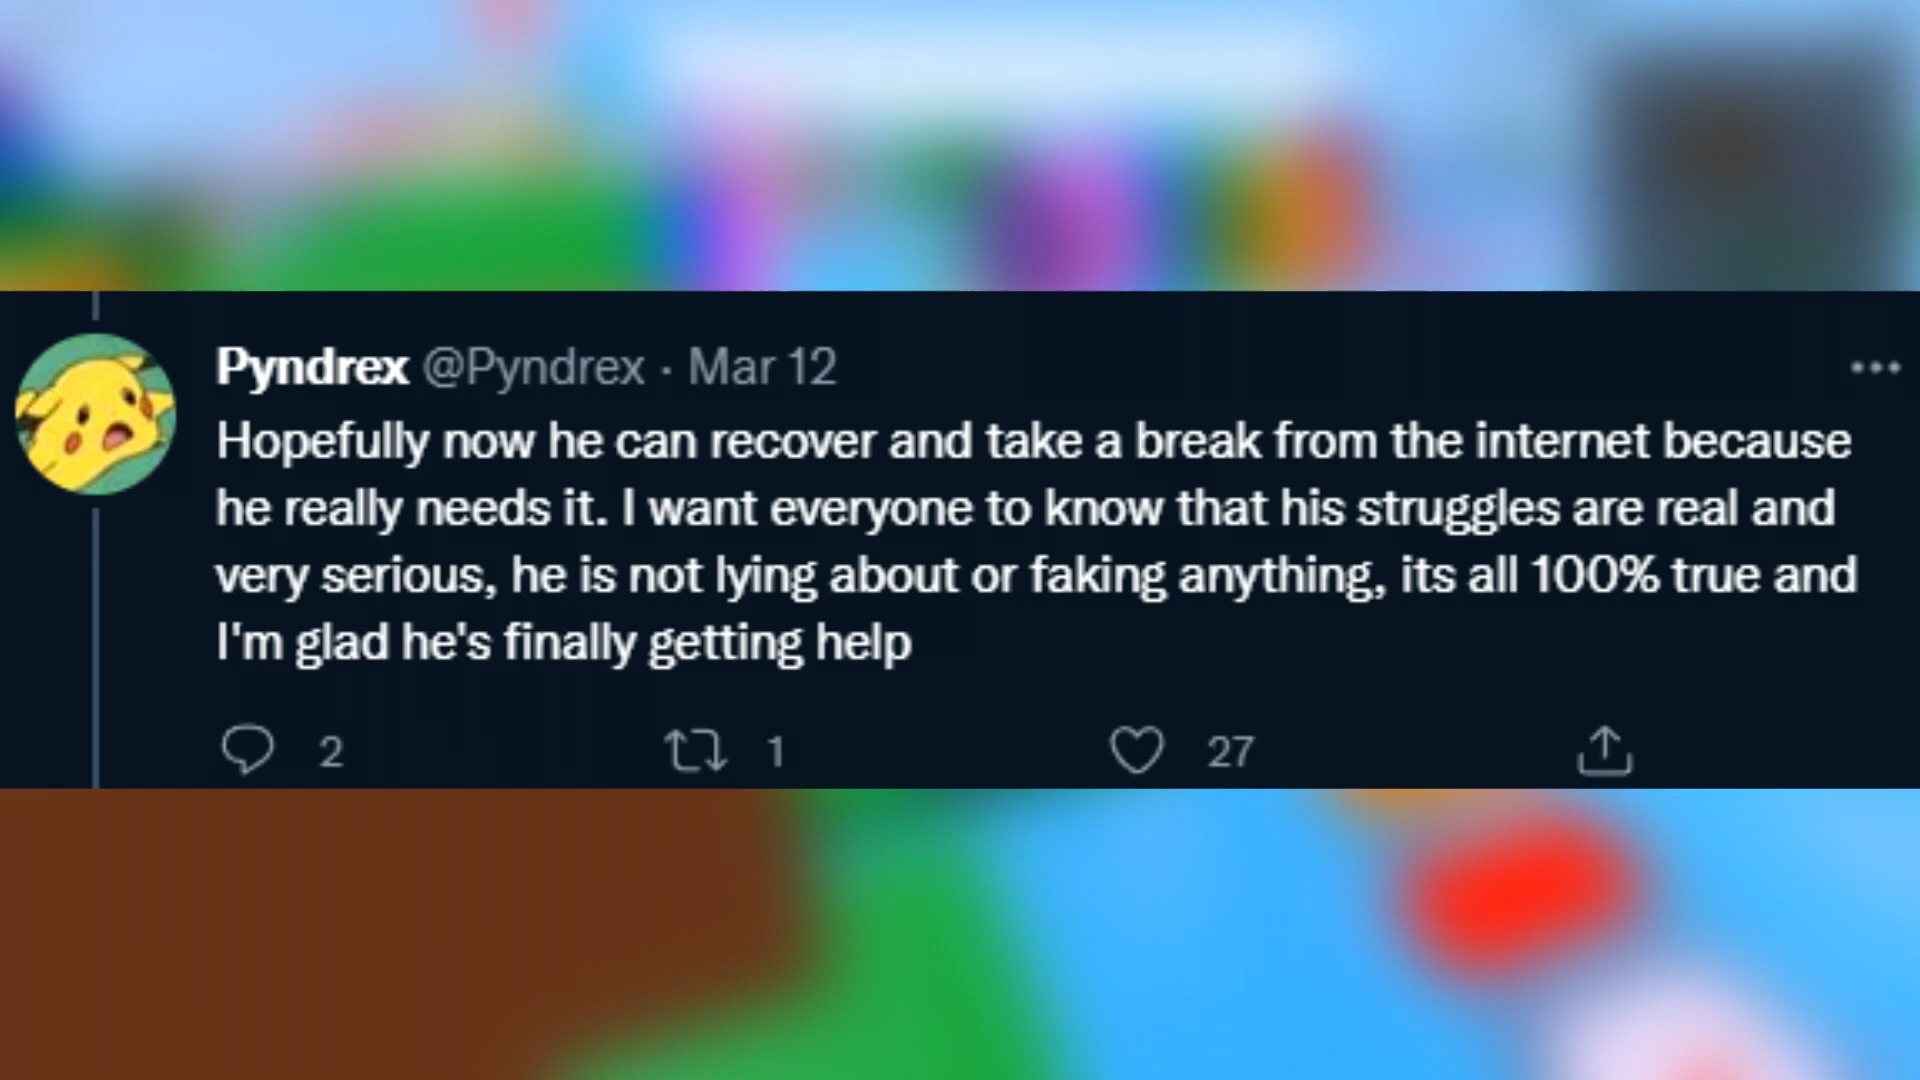 Pyndrex @Pyndrex · Mar 12
Hopefully now he can recover and take a break from the internet because
he really needs it. I want everyone to know that his struggles are real and
very serious, he is not lying about or faking anything, its all 100% true and
I'm glad he's finally getting help
2 1 27